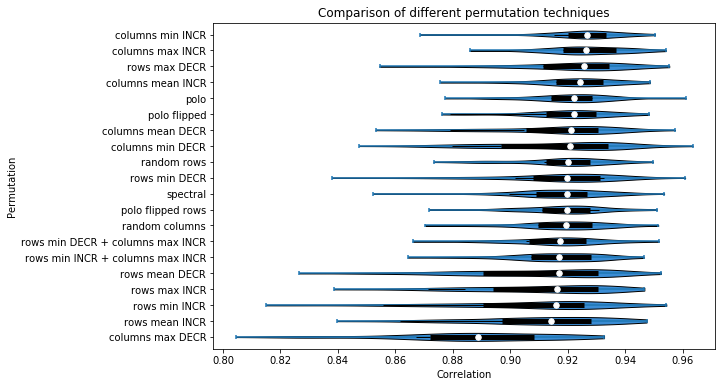 Comparison of different permutation techniques
Permutation
columns min INCR
columns max INCR
rows max DECR
columns mean INCR
polo
polo flipped
columns mean DECR
columns min DECR
random rows
rows min DECR
spectral
polo flipped rows
random columns
rows min DECR + columns max INCR
rows min INCR + columns max INCR
rows mean DECR
rows max INCR
rows min INCR
rows mean INCR
columns max DECR
0.80 0.82 0.84 0.86 0.88 0.90 0.92 0.94 0.96
Correlation